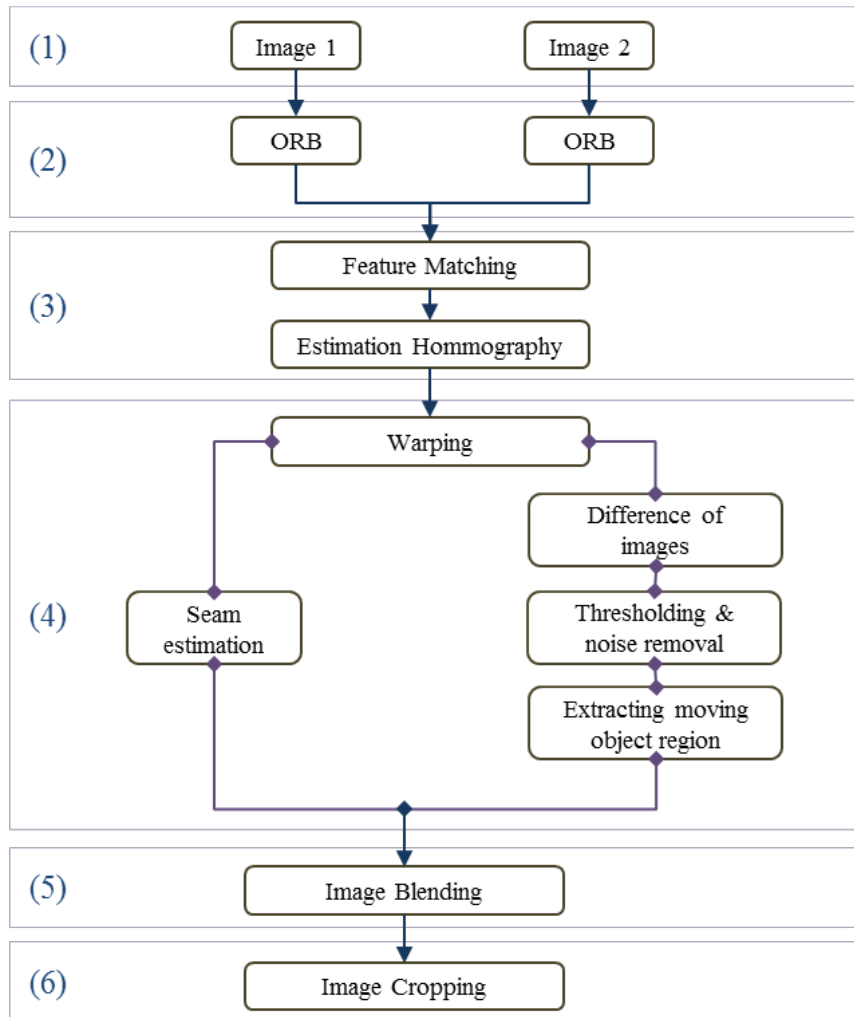 (1)
Image 1
Image 2
(2)
ORB
ORB
(3)
Feature Matching
Estimation Hommography
(4)
Warping
Seam
estimation
Difference of
images
Thresholding &
noise removal
Extracting moving
object region
(5)
Image Blending
(6)
Image Cropping